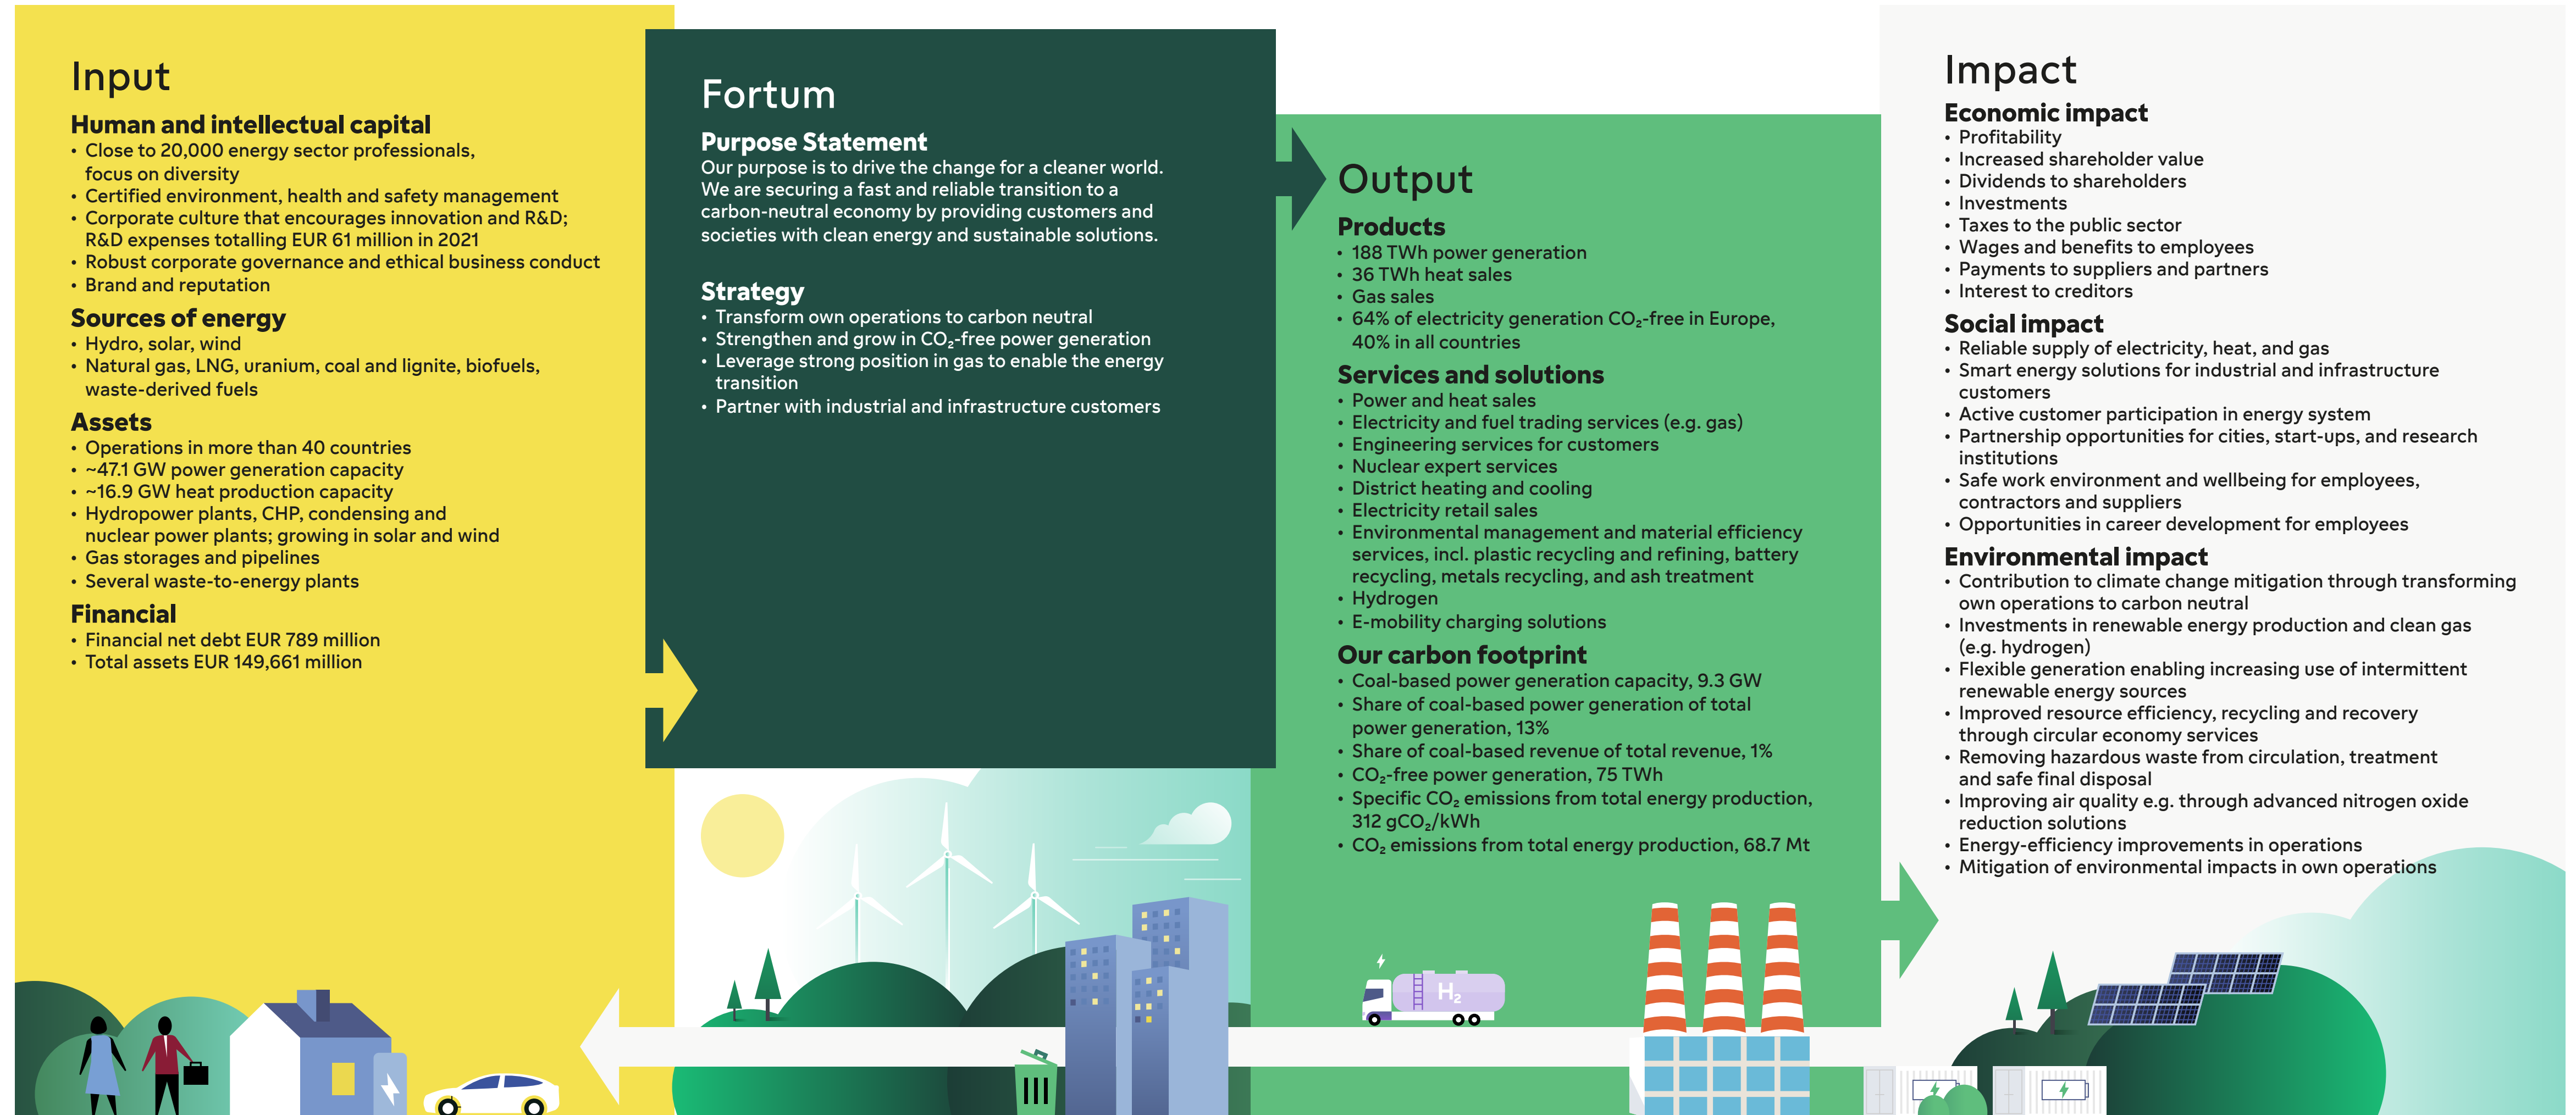 Input
Human and intellectual capital
• Close to 20,000 energy sector professionals,
focus on diversity
• Certified environment, health and safety management
• Corporate culture that encourages innovation and R&D;
R&D expenses totalling EUR 61 million in 2021
• Robust corporate governance and ethical business conduct
• Brand and reputation
Sources of energy
• Hydro, solar, wind
• Natural gas, LNG, uranium, coal and lignite, biofuels,
waste-derived fuels
Assets
• Operations in more than 40 countries
• ~47.1 GW power generation capacity
• ~16.9 GW heat production capacity
• Hydropower plants, CHP, condensing and
nuclear power plants; growing in solar and wind
• Gas storages and pipelines
• Several waste-to-energy plants
Financial
• Financial net debt EUR 789 million
• Total assets EUR 149,661 million
Fortum
Purpose Statement
Our purpose is to drive the change for a cleaner world.
We are securing a fast and reliable transition to a
carbon-neutral economy by providing customers and
societies with clean energy and sustainable solutions.
Strategy
• Transform own operations to carbon neutral
• Strengthen and grow in CO₂-free power generation
• Leverage strong position in gas to enable the energy
transition
• Partner with industrial and infrastructure customers
Output
Products
• 188 TWh power generation
• 36 TWh heat sales
• Gas sales
• 64% of electricity generation CO₂-free in Europe,
40% in all countries
Services and solutions
• Power and heat sales
• Electricity and fuel trading services (e.g. gas)
• Engineering services for customers
• Nuclear expert services
• District heating and cooling
• Electricity retail sales
• Environmental management and material efficiency
services, incl. plastic recycling and refining, battery
recycling, metals recycling, and ash treatment
• Hydrogen
• E-mobility charging solutions
Our carbon footprint
• Coal-based power generation capacity, 9.3 GW
• Share of coal-based power generation of total
power generation, 13%
• Share of coal-based revenue of total revenue, 1%
• CO₂-free power generation, 75 TWh
• Specific CO₂ emissions from total energy production,
312 gCO₂/kWh
• CO₂ emissions from total energy production, 68.7 Mt
H₂
Impact
Economic impact
• Profitability
• Increased shareholder value
• Dividends to shareholders
• Investments
• Taxes to the public sector
• Wages and benefits to employees
• Payments to suppliers and partners
• Interest to creditors
Social impact
• Reliable supply of electricity, heat, and gas
• Smart energy solutions for industrial and infrastructure
customers
• Active customer participation in energy system
• Partnership opportunities for cities, start-ups, and research
institutions
• Safe work environment and wellbeing for employees,
contractors and suppliers
• Opportunities in career development for employees
Environmental impact
• Contribution to climate change mitigation through transforming
own operations to carbon neutral
• Investments in renewable energy production and clean gas
(e.g. hydrogen)
• Flexible generation enabling increasing use of intermittent
renewable energy sources
• Improved resource efficiency, recycling and recovery
through circular economy services
• Removing hazardous waste from circulation, treatment
and safe final disposal
• Improving air quality e.g. through advanced nitrogen oxide
reduction solutions
• Energy-efficiency improvements in operations
• Mitigation of environmental impacts in own operations